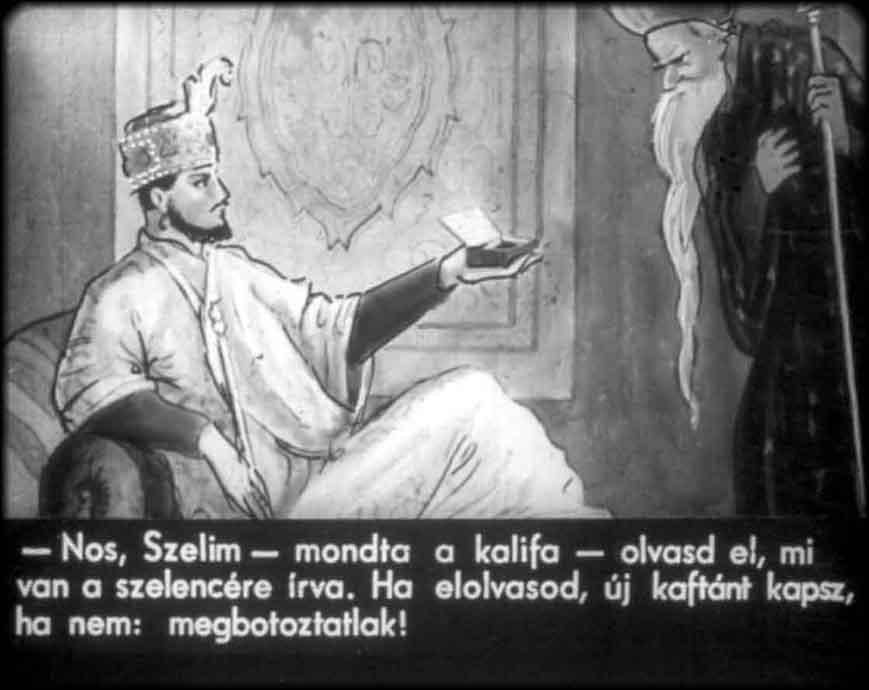 — Nos, Szelim — mondta a kalifa — olvasd el, mi
van a szelencére írva. Ha elolvasod, új kaftánt kapsz,
ha nem: megbotoztatlak!